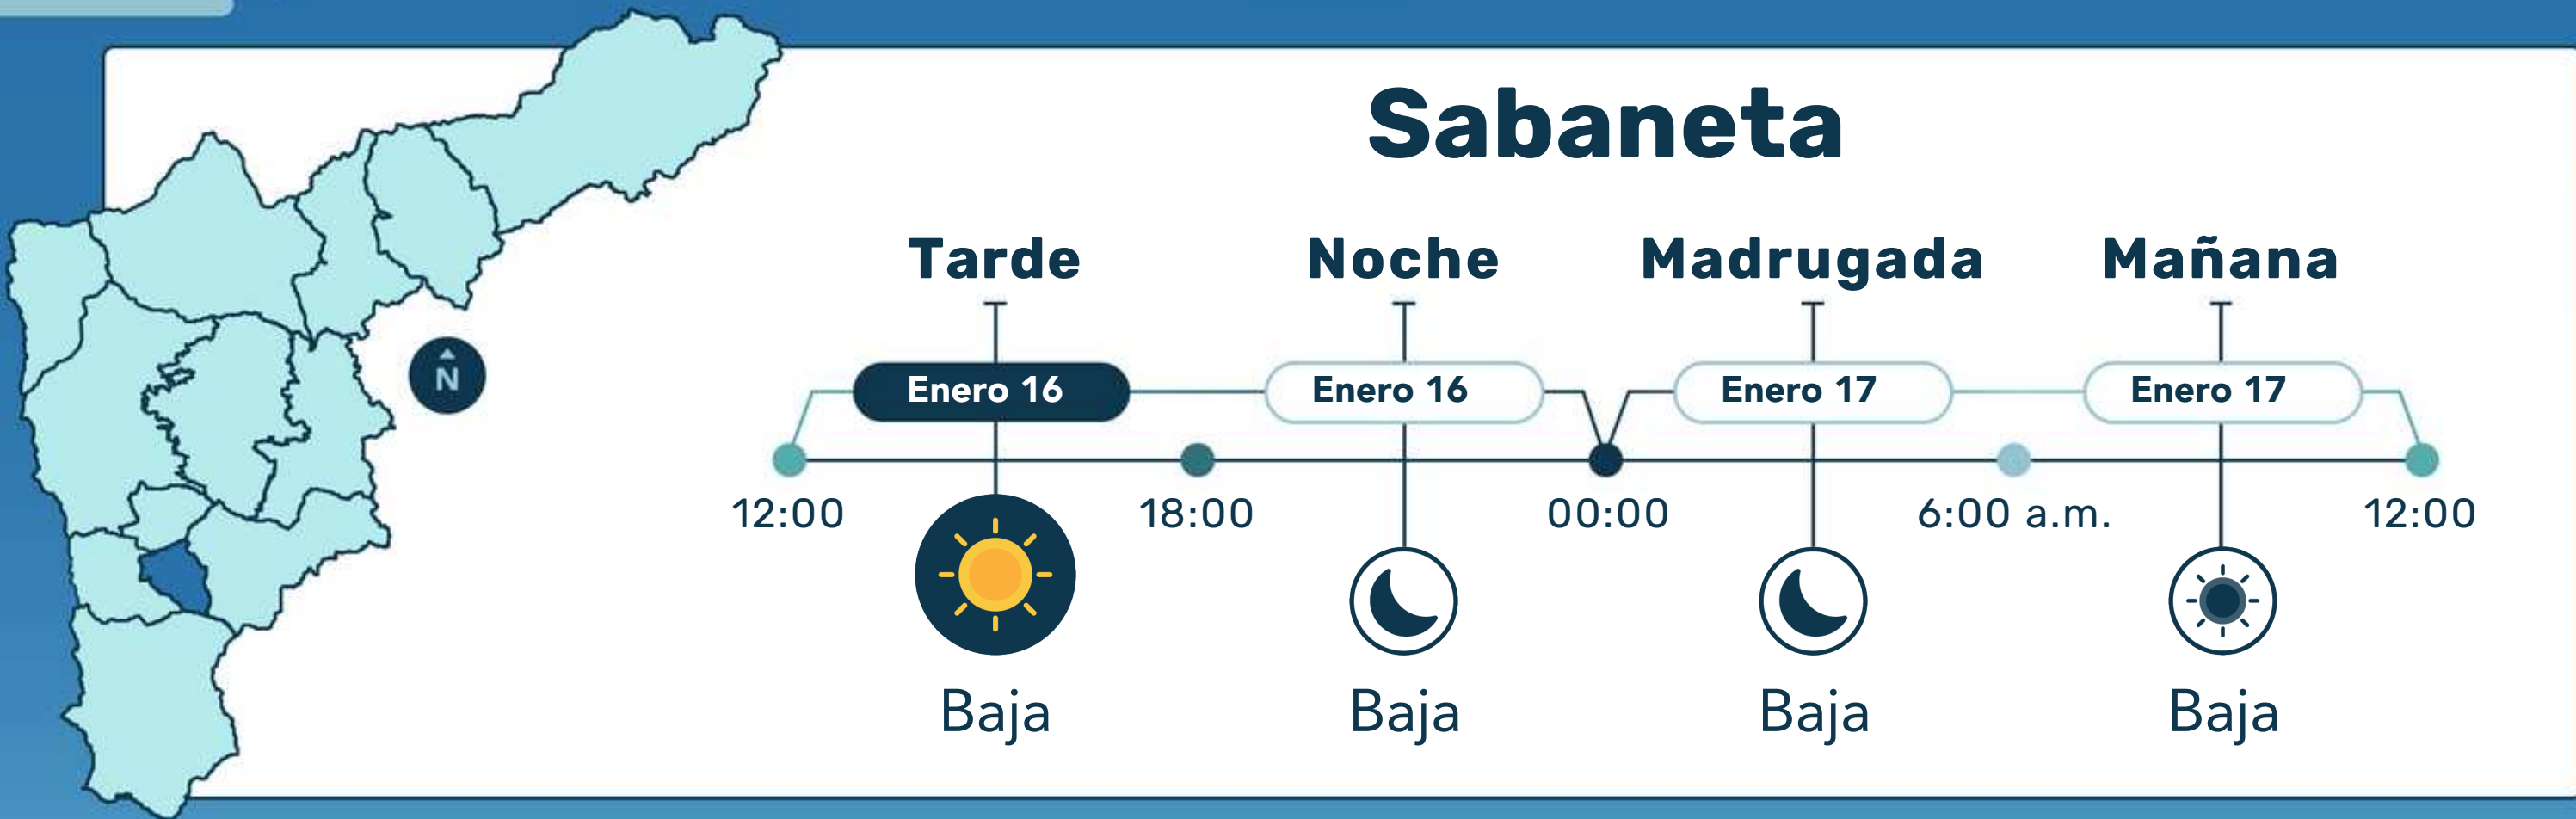 Sabaneta
Tarde Noche Madrugada Mañana
Enero 16 Enero 16 Enero 17 Enero 17
N
12:00 18:00 00:00 6:00 a.m. 12:00
Baja Baja Baja Baja